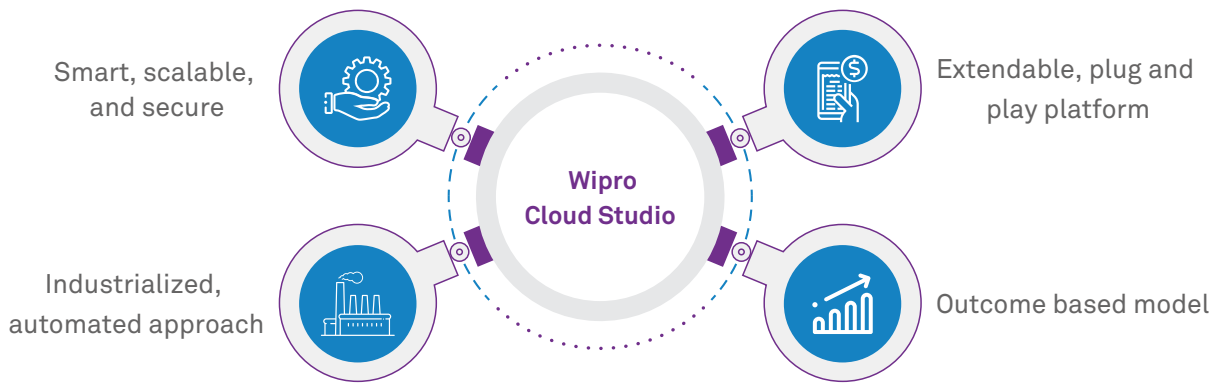 Smart, scalable,
and secure
Extendable, plug and
play platform
Wipro
Cloud Studio
Industrialized,
automated approach
Outcome based model
$